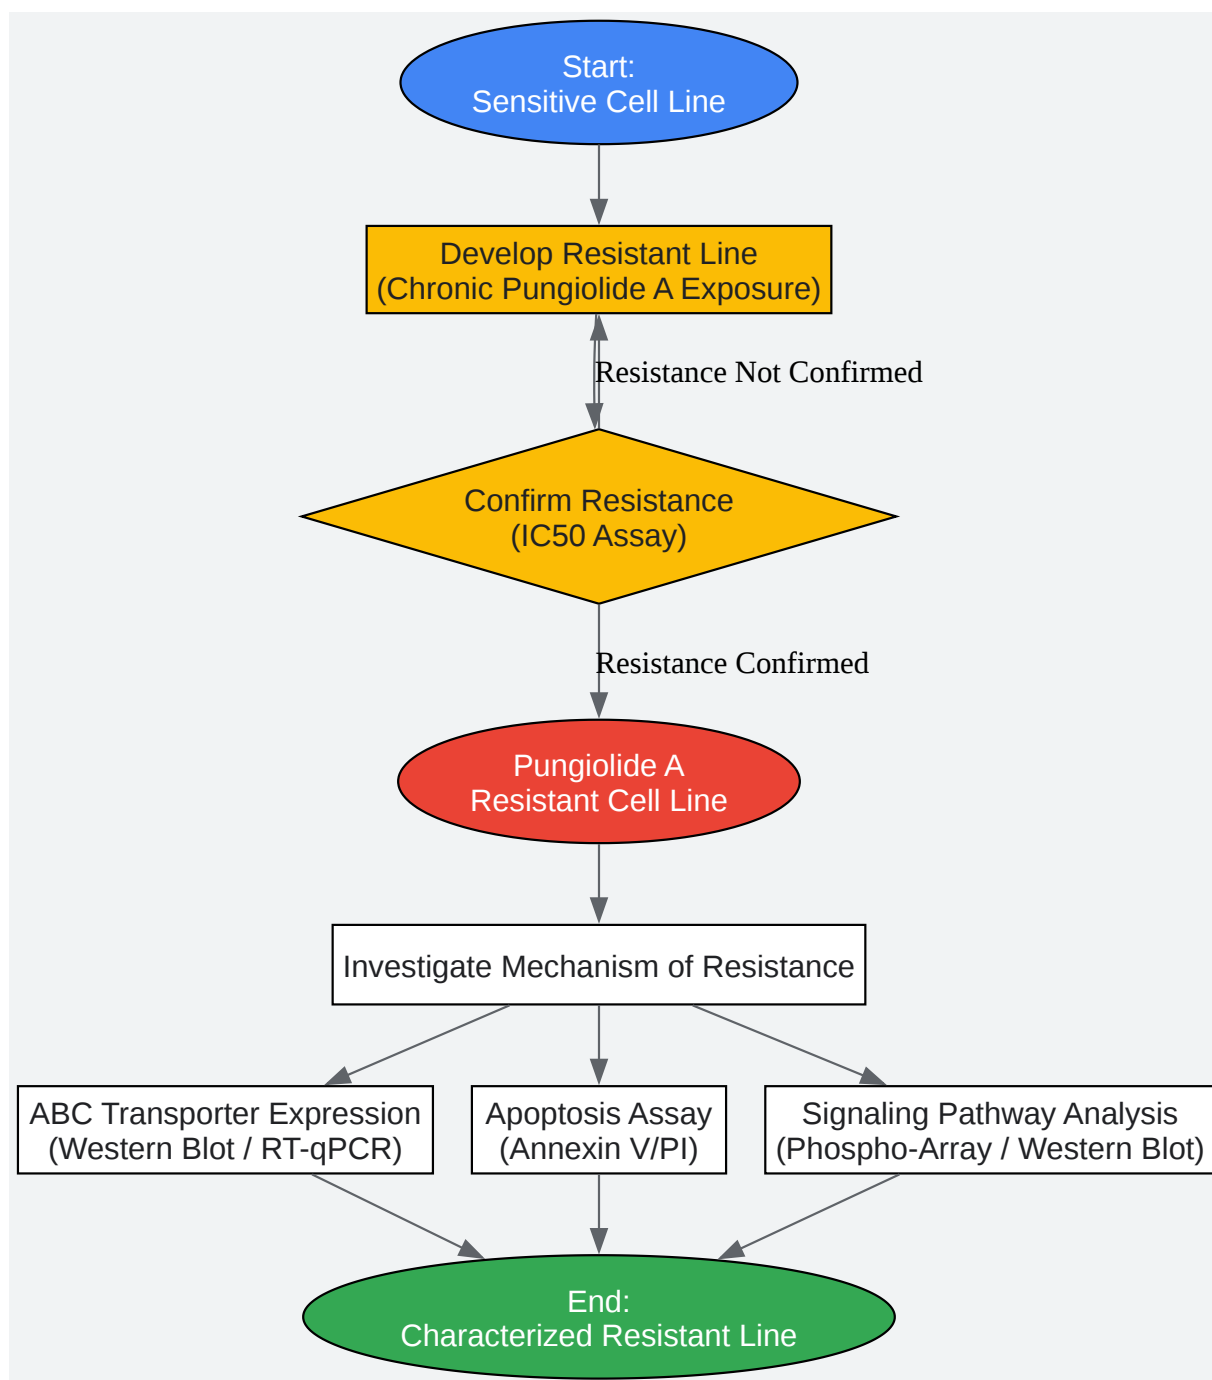 Start:
Sensitive Cell Line
Develop Resistant Line
(Chronic Pungiolide A Exposure)
Resistance Not Confirmed
Confirm Resistance
(IC50 Assay)
Resistance Confirmed
Pungiolide A
Resistant Cell Line
Investigate Mechanism of Resistance
ABC Transporter Expression
(Western Blot / RT-qPCR)
Apoptosis Assay
(Annexin V/PI)
Signaling Pathway Analysis
(Phospho-Array / Western Blot)
End:
Characterized Resistant Line